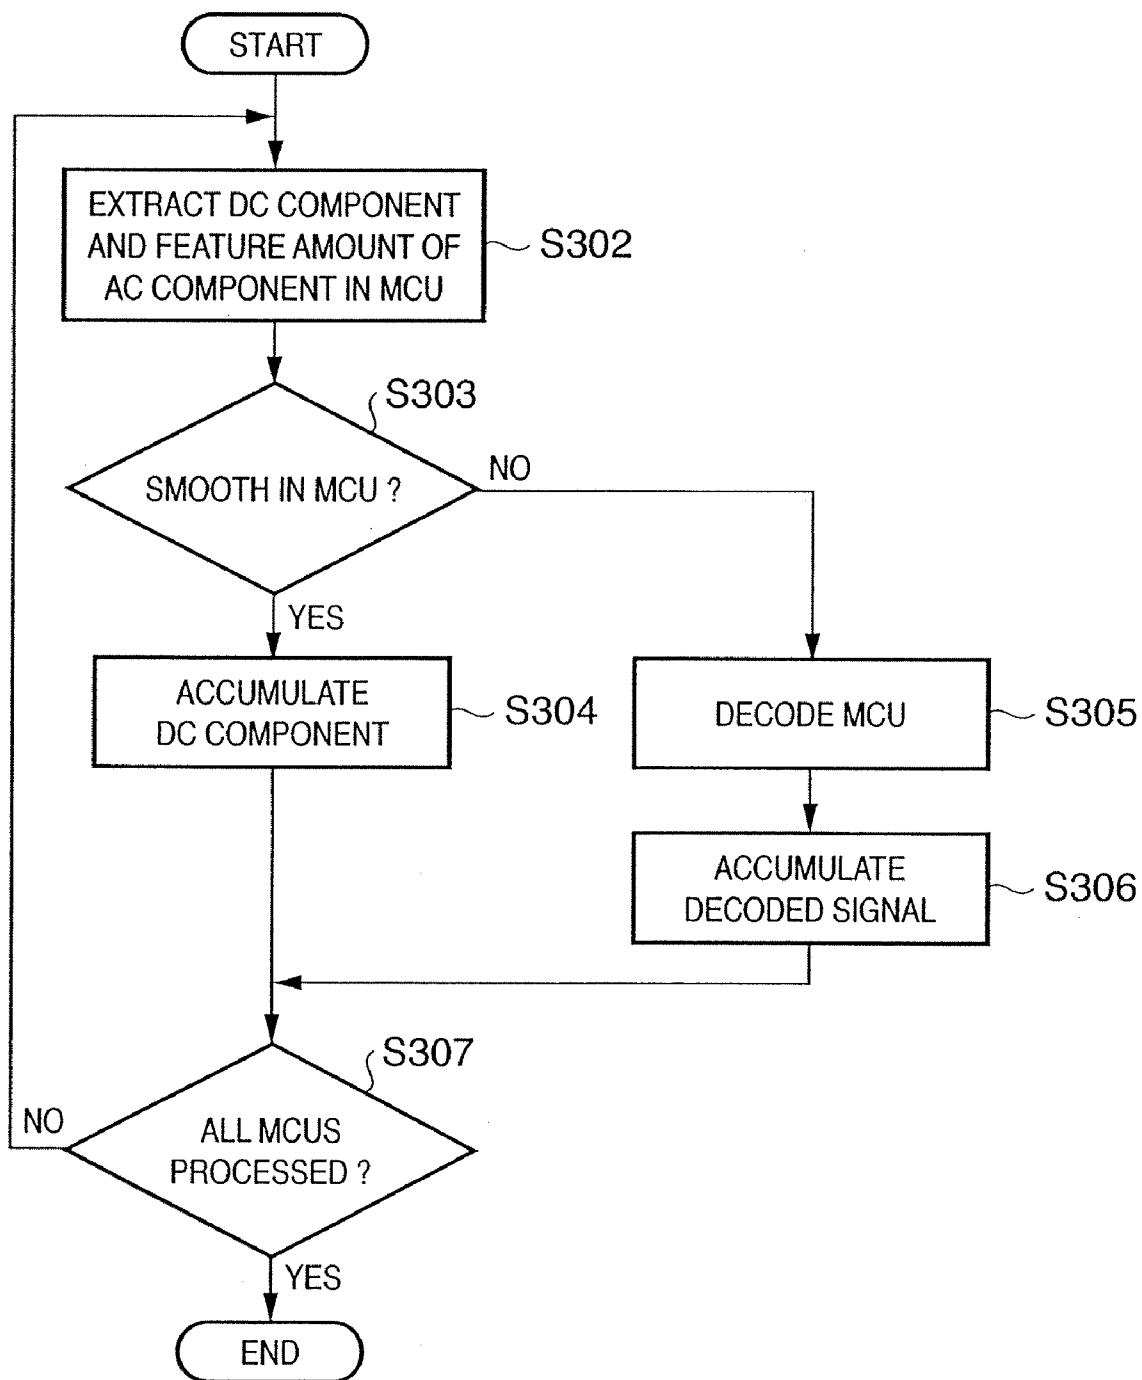 START
EXTRACT DC COMPONENT
AND FEATURE AMOUNT OF
AC COMPONENT IN MCU
S302
S303
SMOOTH IN MCU ?
NO
YES
ACCUMULATE
DC COMPONENT
S304
DECODE MCU
S305
ACCUMULATE
DECODED SIGNAL
S306
S307
NO
ALL MCUS
PROCESSED ?
YES
END